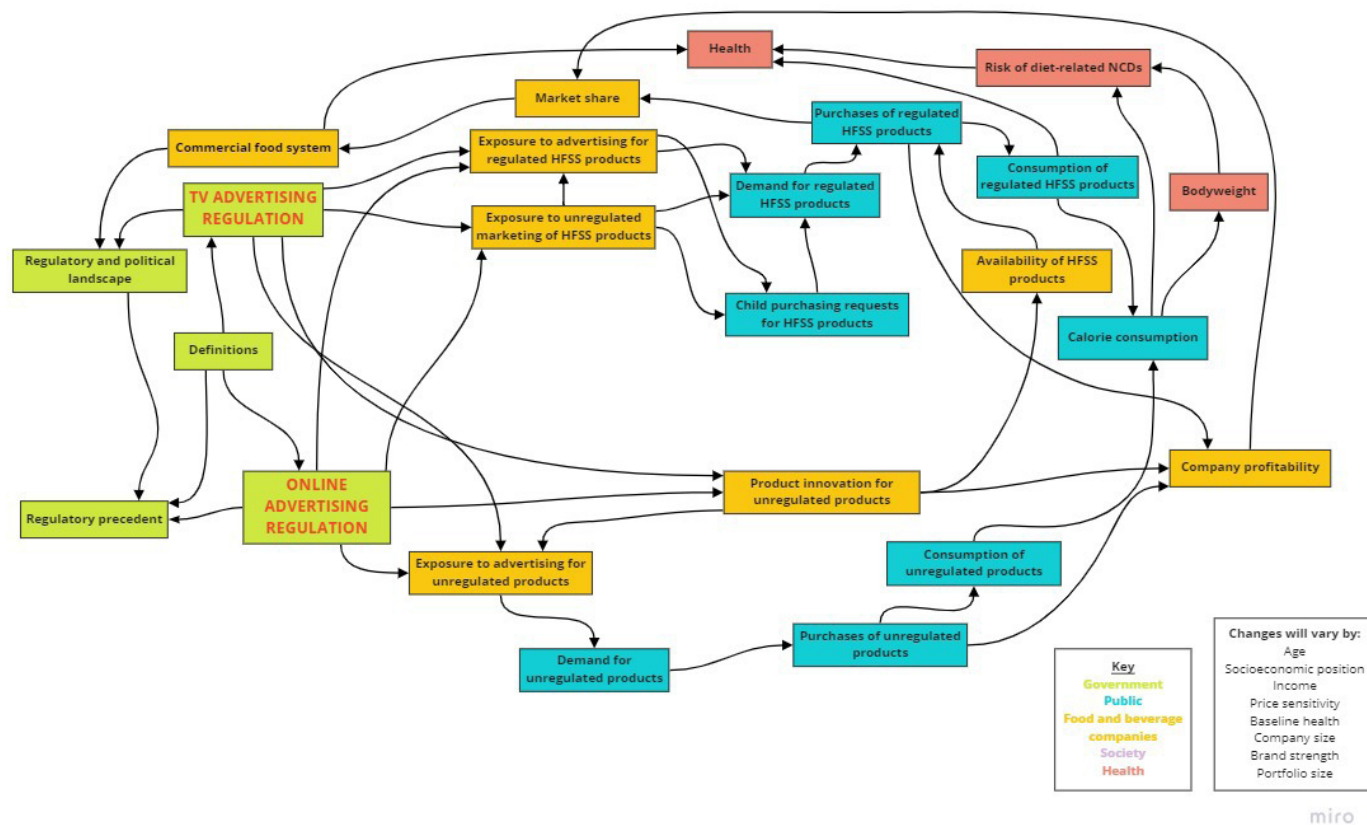 Health
Risk of diet-related NCDs
Market share
Purchases of regulated
HFSS products
Commercial food system
Exposure to advertising for
regulated HFSS products
Consumption of
regulated HFSS products
TV ADVERTISING
REGULATION
Demand for regulated
HFSS products
Bodyweight
Exposure to unregulated
marketing of HFSS products
Regulatory and political
landscape
Availability of HFSS
products
Child purchasing requests
for HFSS products
Definitions
Calorie consumption
Company profitability
ONLINE
ADVERTISING
REGULATION
Product innovation for
unregulated products
Regulatory precedent
Exposure to advertising for
unregulated products
Consumption of
unregulated products
Purchases of unregulated
products
Demand for
unregulated products
Key
Government
Public
Food and beverage
companies
Society
Health
Changes will vary by:
Age
Socioeconomic position
Income
Price sensitivity
Baseline health
Company size
Brand strength
Portfolio size
miro